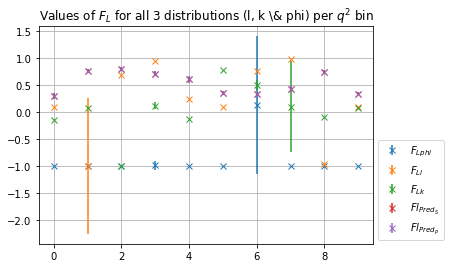 Values of $F_L$ for all 3 distributions (l, k \& phi) per $q^2$ bin
1.5
1.0
0.5
0.0
−0.5
−1.0
−1.5
−2.0
0 2 4 6 8
$F_{Lphi}$
$F_{Ll}$
$F_{Lk}$
$Fl_{Pred_S}$
$Fl_{Pred_P}$